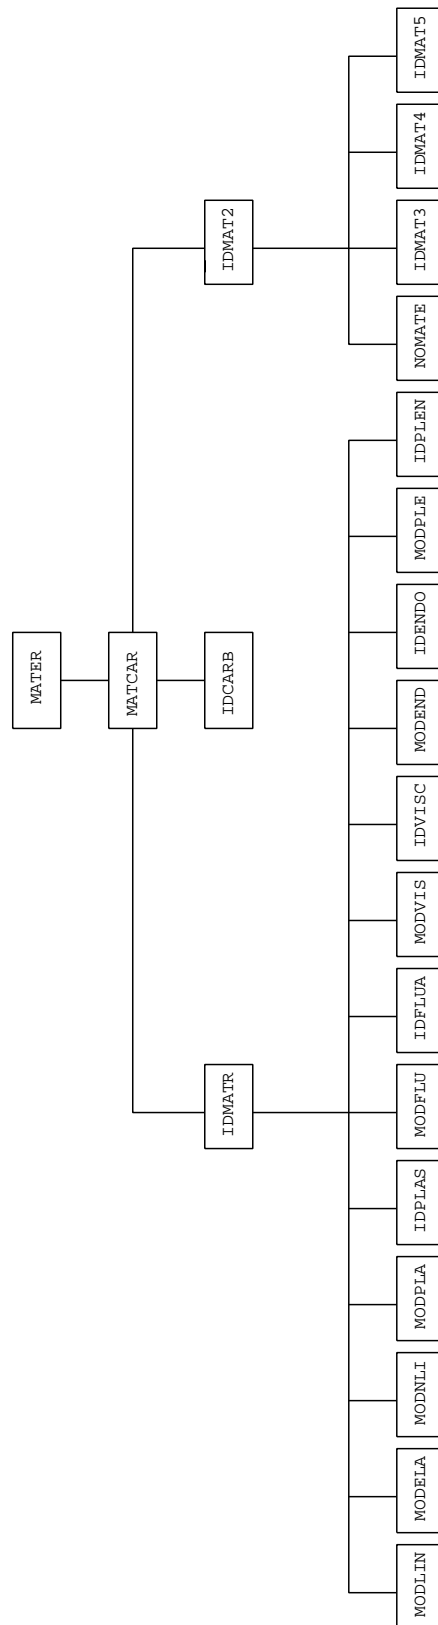 MATER
MATCAR
IDMATR
IDCARB
IDMAT2
MODLIN
MODELA
MODNLI
MODPLA
IDPLAS
MODFLU
IDFLUA
MODVIS
IDVISC
MODEND
IDENDO
MODPLE
IDPLEN
NOMATE
IDMAT3
IDMAT4
IDMAT5